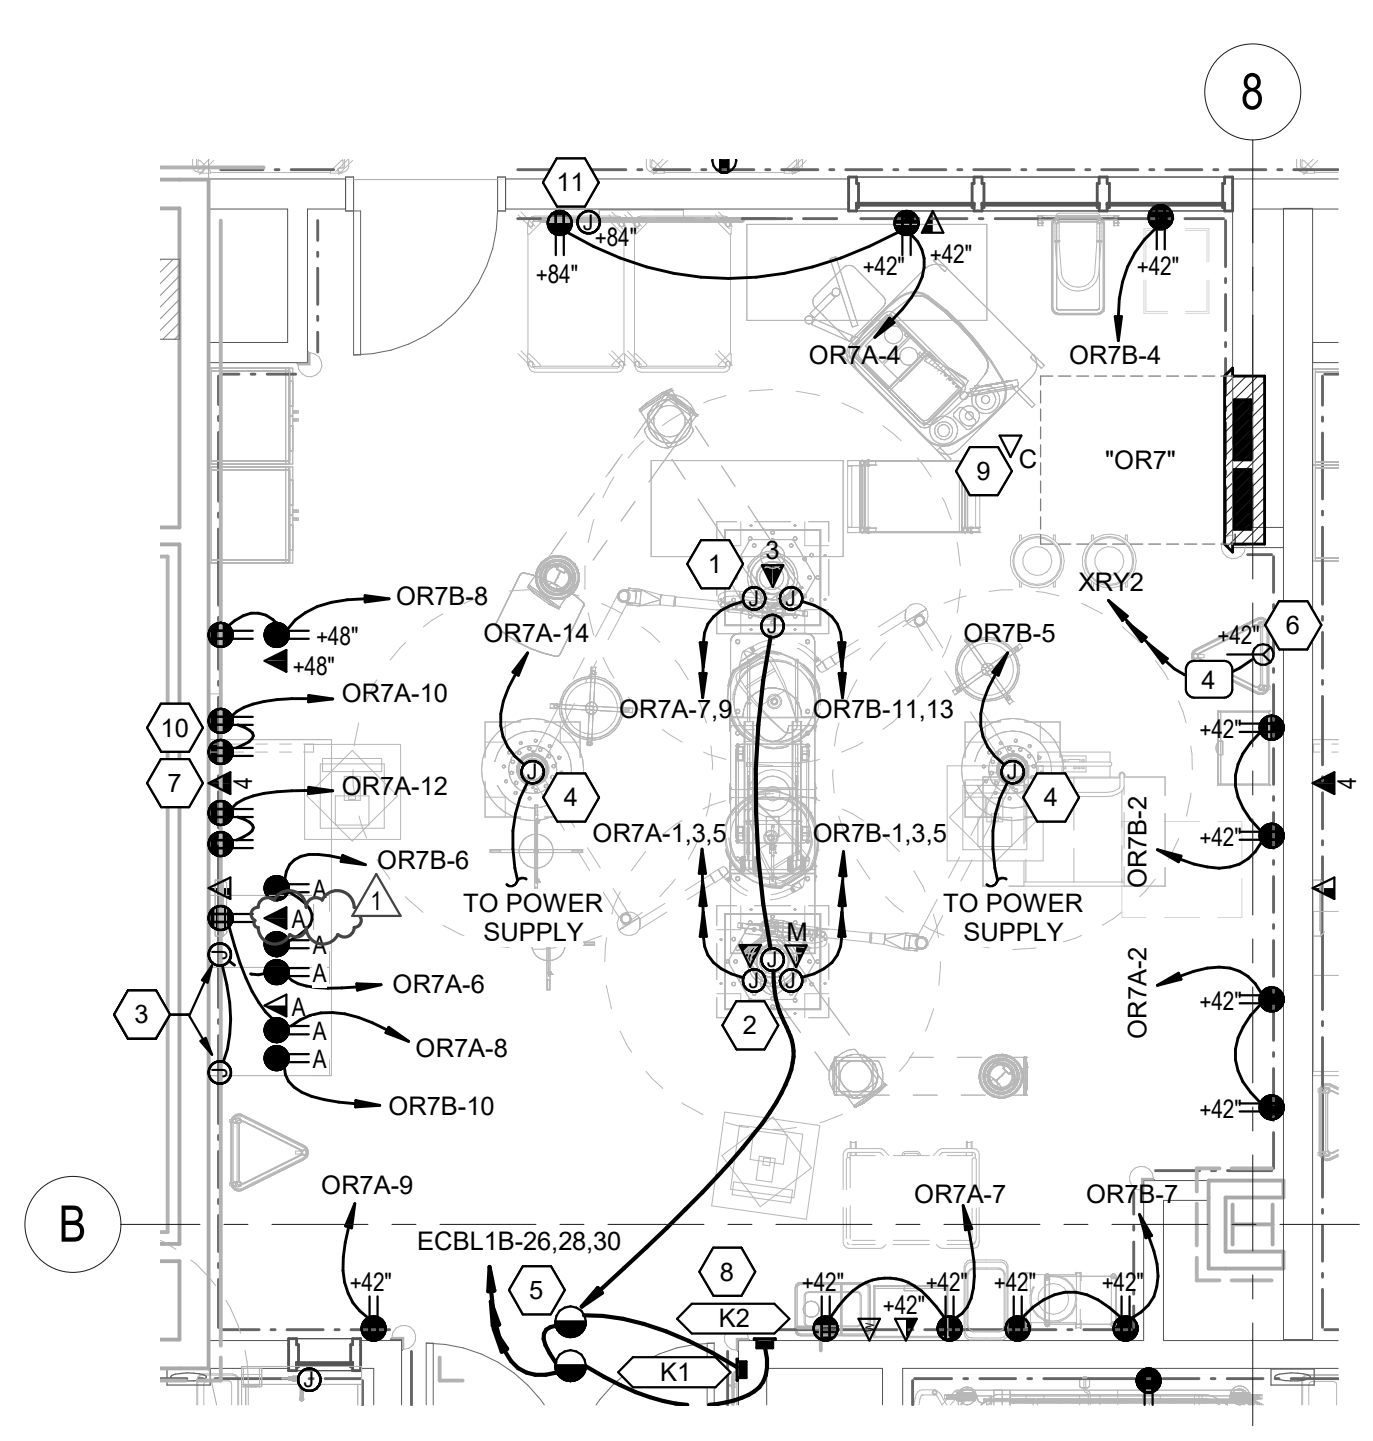 8
11
J
+84"
+84"
+42"
+42"
+42"
OR7A-4
OR7B-4
9
C
"OR7"
1
3
J
J
J
OR7B-8
+48"
+48"
OR7A-14
OR7B-5
XRY2
+42"
6
4
OR7A-10
OR7A-7,9
OR7B-11,13
10
7
4
+42"
4
OR7A-12
J
4
J
4
OR7A-1,3,5
OR7B-1,3,5
OR7B-2
+42"
OR7B-6
A
1
A
TO POWER
SUPPLY
TO POWER
SUPPLY
M
A
J
J
A
J
J
OR7A-6
OR7A-2
+42"
3
A
A
2
OR7A-8
A
J
OR7B-10
+42"
OR7A-9
OR7A-7
OR7B-7
B
ECBL1B-26,28,30
+42"
5
8
+42"
+42"
+42"
+42"
+42"
K2
M
K1
J